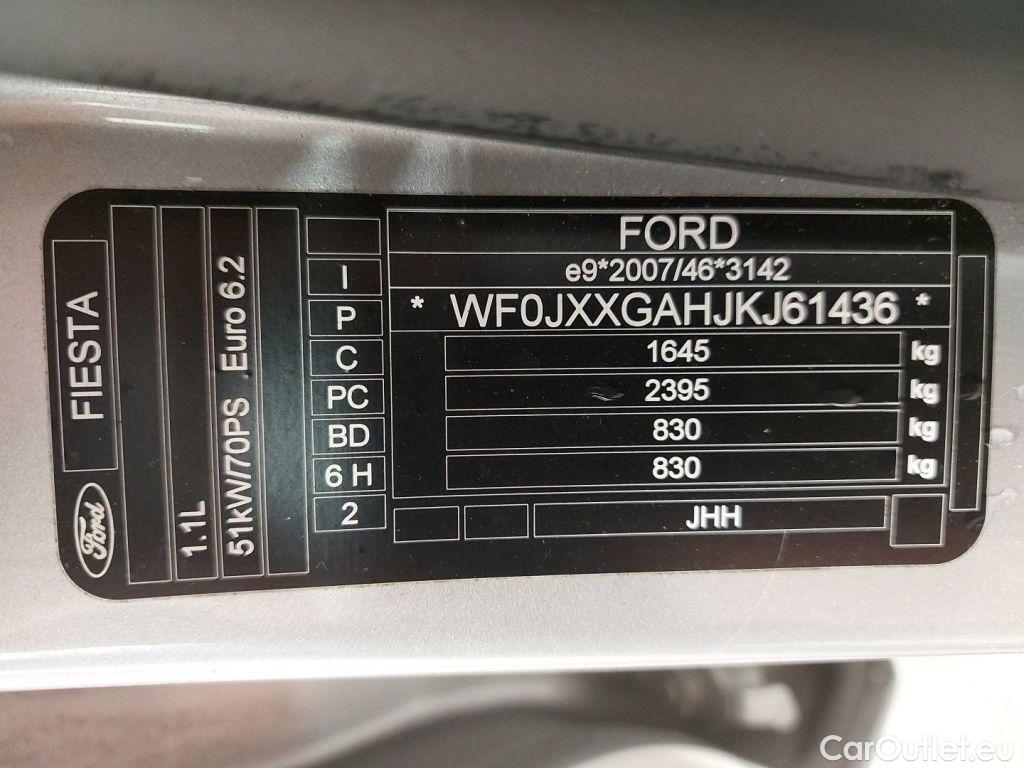 FORD
e9*2007/46*3142
* WF0JXXGAHJKJ61436 *
1645 kg
2395 kg
830 kg
830 kg
JHH
I
P
Ç
PC
BD
6 H
2
FIESTA
Ford
1.1L
51kW/70PS Euro 6.2
CarOutlet.eu